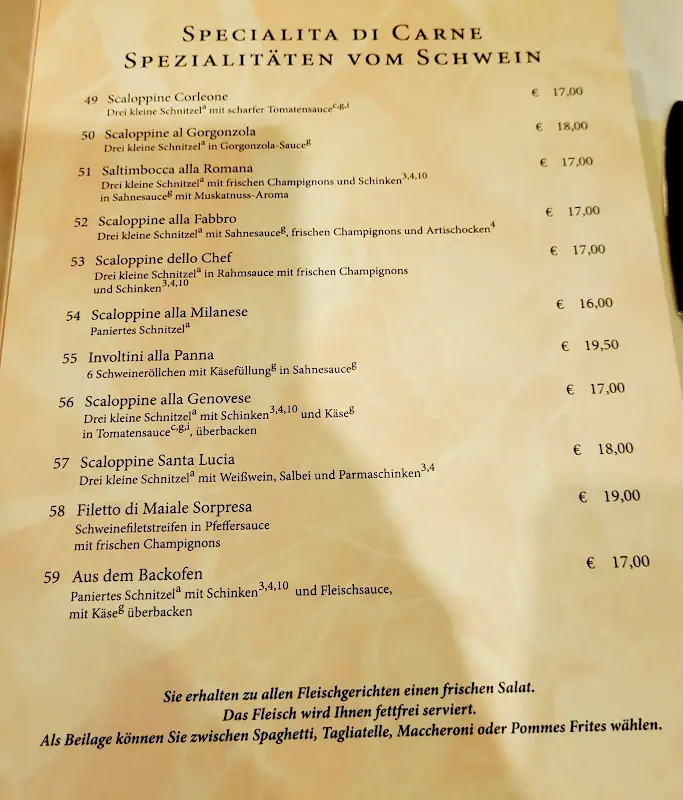 Specialita di Carne
Spezialitäten vom Schwein
49 Scaloppine Corleone € 17,00
Drei kleine Schnitzel^a mit scharfer Tomatensauce^c,g,i
50 Scaloppine al Gorgonzola € 18,00
Drei kleine Schnitzel^a in Gorgonzola-Sauce^g
51 Saltimbocca alla Romana € 17,00
Drei kleine Schnitzel^a mit frischen Champignons und Schinken^3,4,10
in Sahnesauce^g mit Muskatnuss-Aroma
52 Scaloppine alla Fabbro € 17,00
Drei kleine Schnitzel^a mit Sahnesauce^g, frischen Champignons und Artischocken^4
53 Scaloppine dello Chef € 17,00
Drei kleine Schnitzel^a in Rahmsauce mit frischen Champignons
und Schinken^3,4,10
54 Scaloppine alla Milanese € 16,00
Paniertes Schnitzel^a
55 Involtini alla Panna € 19,50
6 Schweineröllchen mit Käsefüllung^g in Sahnesauce^g
56 Scaloppine alla Genovese € 17,00
Drei kleine Schnitzel^a mit Schinken^3,4,10 und Käse^g
in Tomatensauce^c,g,i, überbacken
57 Scaloppine Santa Lucia € 18,00
Drei kleine Schnitzel^a mit Weißwein, Salbei und Parmaschinken^3,4
58 Filetto di Maiale Sorpresa € 19,00
Schweinefiletstreifen in Pfeffersauce
mit frischen Champignons
59 Aus dem Backofen € 17,00
Paniertes Schnitzel^a mit Schinken^3,4,10 und Fleischsauce,
mit Käse^g überbacken
Sie erhalten zu allen Fleischgerichten einen frischen Salat.
Das Fleisch wird Ihnen fettfrei serviert.
Als Beilage können Sie zwischen Spaghetti, Tagliatelle, Maccheroni oder Pommes Frites wählen.